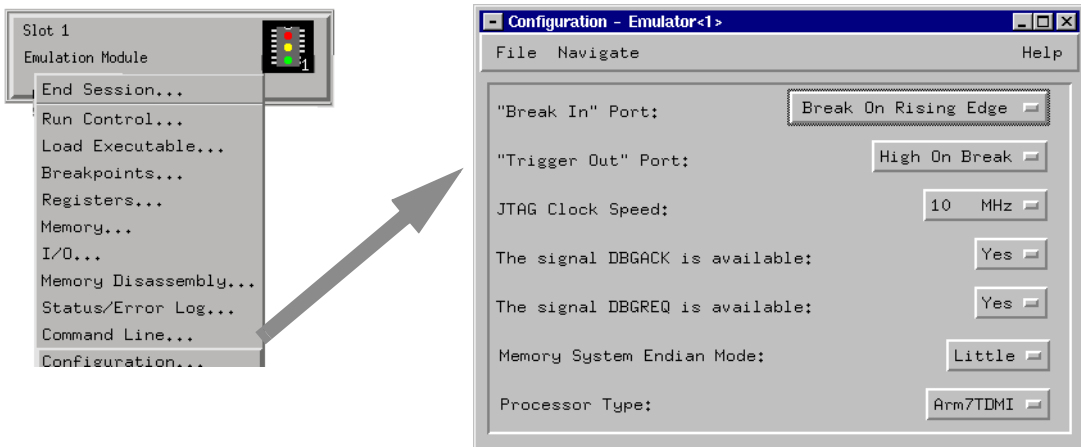 Slot 1
Emulation Module
1
End Session...
Run Control...
Load Executable...
Breakpoints...
Registers...
Memory...
I/O...
Memory Disassembly...
Status/Error Log...
Command Line...
Configuration...
Configuration - Emulator<1>
File Navigate Help
"Break In" Port: Break On Rising Edge
"Trigger Out" Port: High On Break
JTAG Clock Speed: 10 MHz
The signal DBGACK is available: Yes
The signal DBGREQ is available: Yes
Memory System Endian Mode: Little
Processor Type: Arm7TDMI